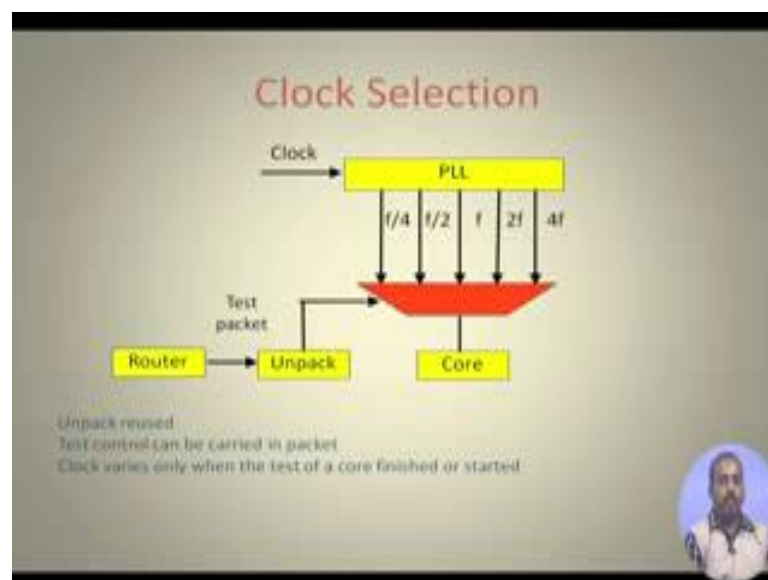 Clock Selection
Clock
PLL
f/4 f/2 f 2f 4f
Test
packet
Router
Unpack
Core
Unpack reused
Test control can be carried in packet
Clock varies only when the test of a core finished or started